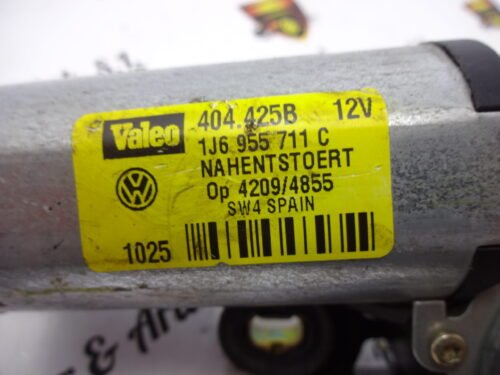 Valeo 404.425B 12V
1J6 955 711 C
NAHENTSTOERT
Op 4209/4855
SW4 SPAIN
1025